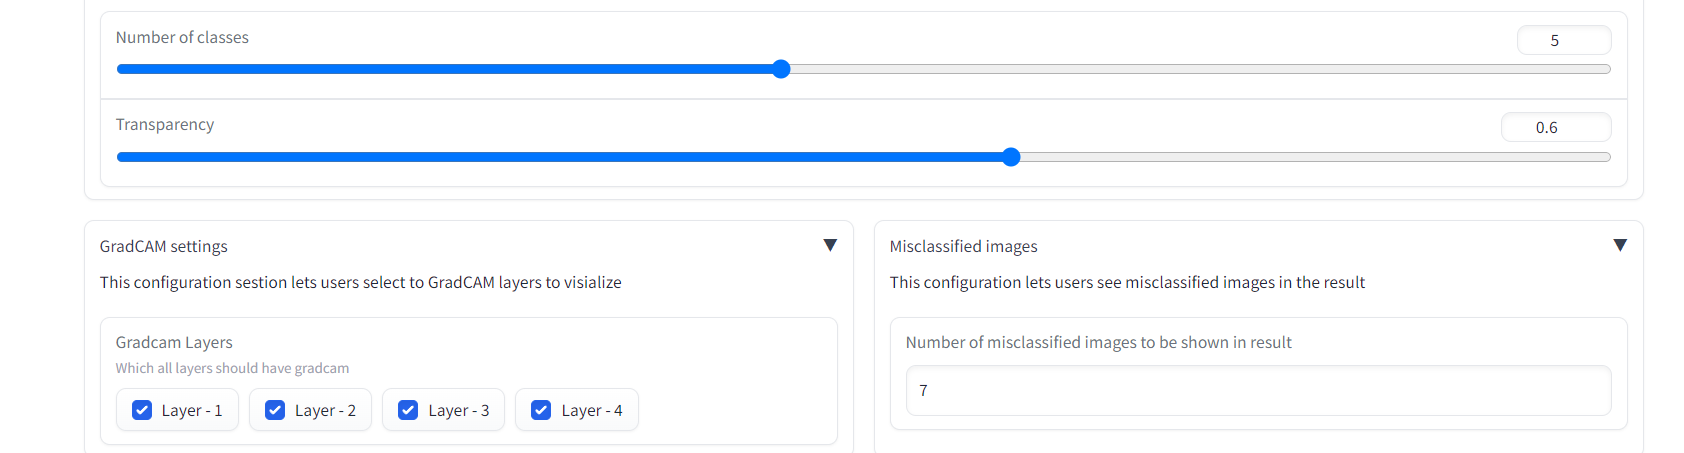 Number of classes
5
Transparency
0.6
GradCAM settings
▼
This configuration sestion lets users select to GradCAM layers to visialize
Gradcam Layers
Which all layers should have gradcam
Layer - 1
Layer - 2
Layer - 3
Layer - 4
Misclassified images
▼
This configuration lets users see misclassified images in the result
Number of misclassified images to be shown in result
7